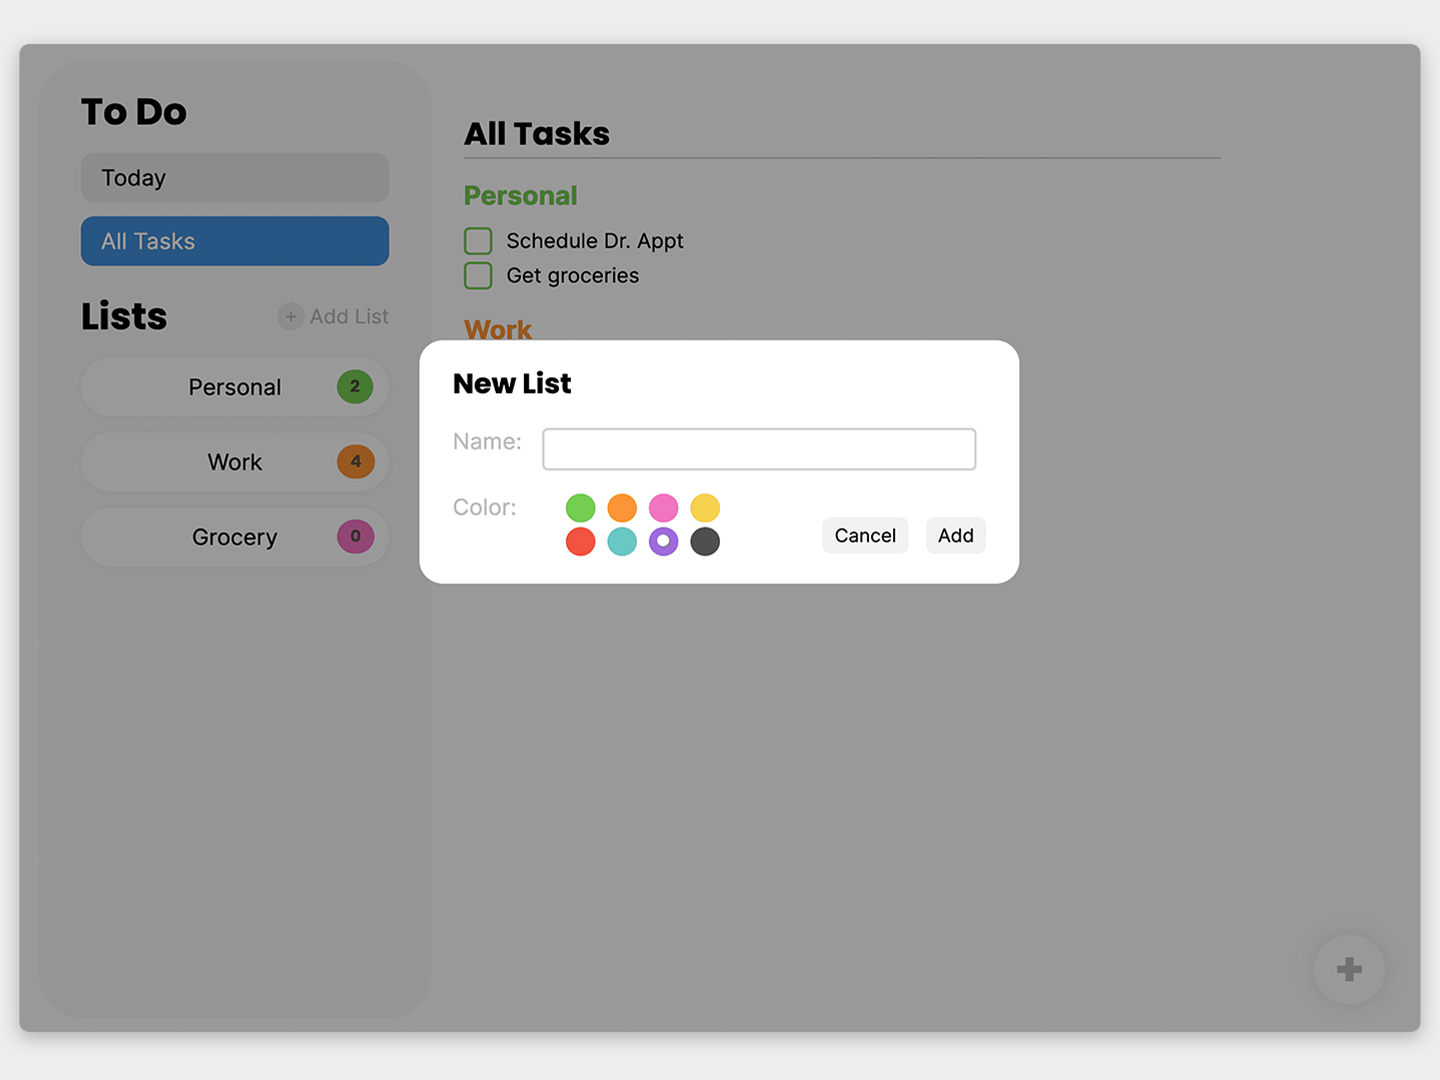 To Do
Today
All Tasks
Lists
+ Add List
Personal 2
Work 4
Grocery 0
All Tasks
Personal
Schedule Dr. Appt
Get groceries
Work
New List
Name:
Color:
Cancel Add